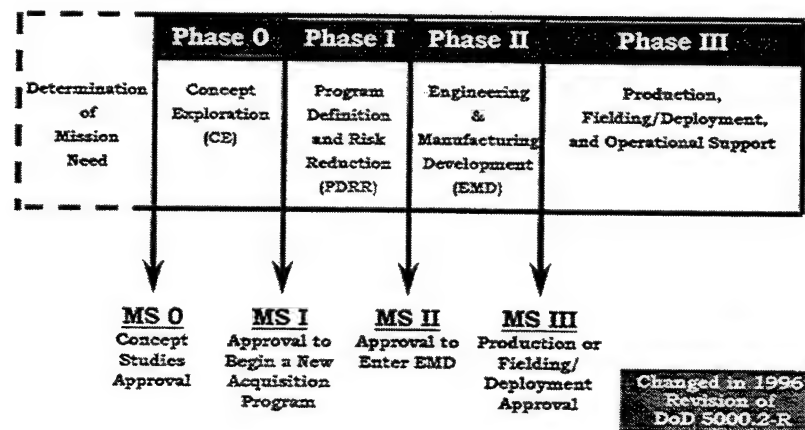 Phase 0
Phase I
Phase II
Phase III
Determination
of
Mission
Need
Concept
Exploration
(CE)
Program
Definition
and Risk
Reduction
(PDRR)
Engineering
&
Manufacturing
Development
(EMD)
Production,
Fielding/Deployment,
and Operational Support
MS 0
Concept
Studies
Approval
MS I
Approval to
Begin a New
Acquisition
Program
MS II
Approval to
Enter EMD
MS III
Production or
Fielding/
Deployment
Approval
Changed in 1996
Revision of
DoD 5000.2-R